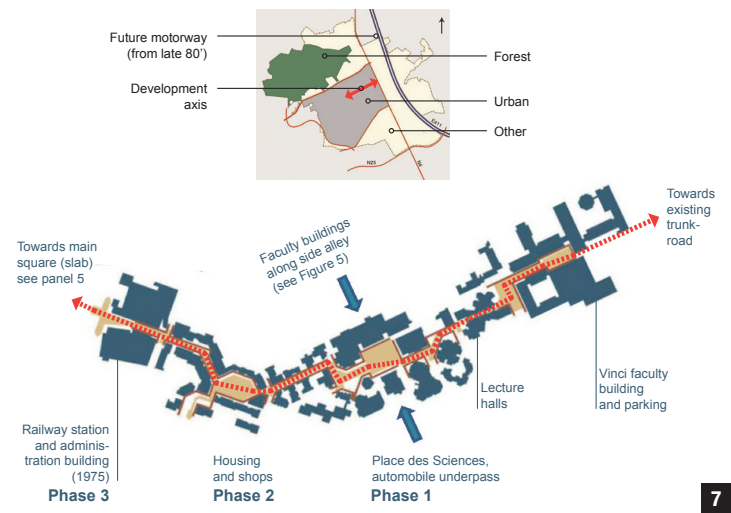 Future motorway
(from late 80')
Development
axis
Forest
Urban
Other
E411
N25
N4
Towards main
square (slab)
see panel 5
Faculty buildings
along side alley
(see Figure 5)
Towards
existing
trunk-
road
Railway station
and adminis-
tration building
(1975)
Phase 3
Housing
and shops
Phase 2
Place des Sciences,
automobile underpass
Phase 1
Lecture
halls
Vinci faculty
building
and parking
7